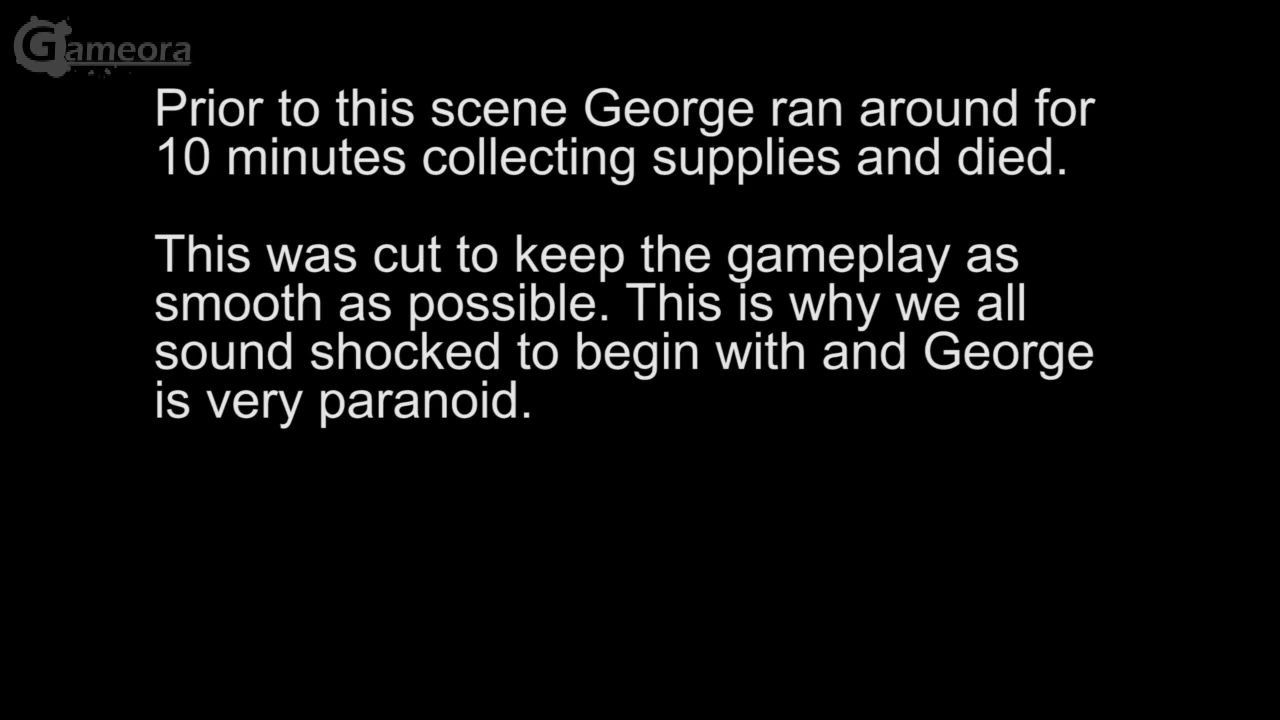 Gameora
Prior to this scene George ran around for
10 minutes collecting supplies and died.
This was cut to keep the gameplay as
smooth as possible. This is why we all
sound shocked to begin with and George
is very paranoid.